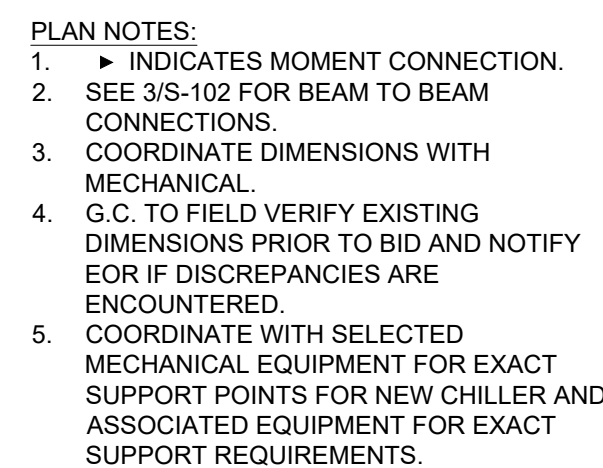 PLAN NOTES:
1. ► INDICATES MOMENT CONNECTION.
2. SEE 3/S-102 FOR BEAM TO BEAM
CONNECTIONS.
3. COORDINATE DIMENSIONS WITH
MECHANICAL.
4. G.C. TO FIELD VERIFY EXISTING
DIMENSIONS PRIOR TO BID AND NOTIFY
EOR IF DISCREPANCIES ARE
ENCOUNTERED.
5. COORDINATE WITH SELECTED
MECHANICAL EQUIPMENT FOR EXACT
SUPPORT POINTS FOR NEW CHILLER AND
ASSOCIATED EQUIPMENT FOR EXACT
SUPPORT REQUIREMENTS.